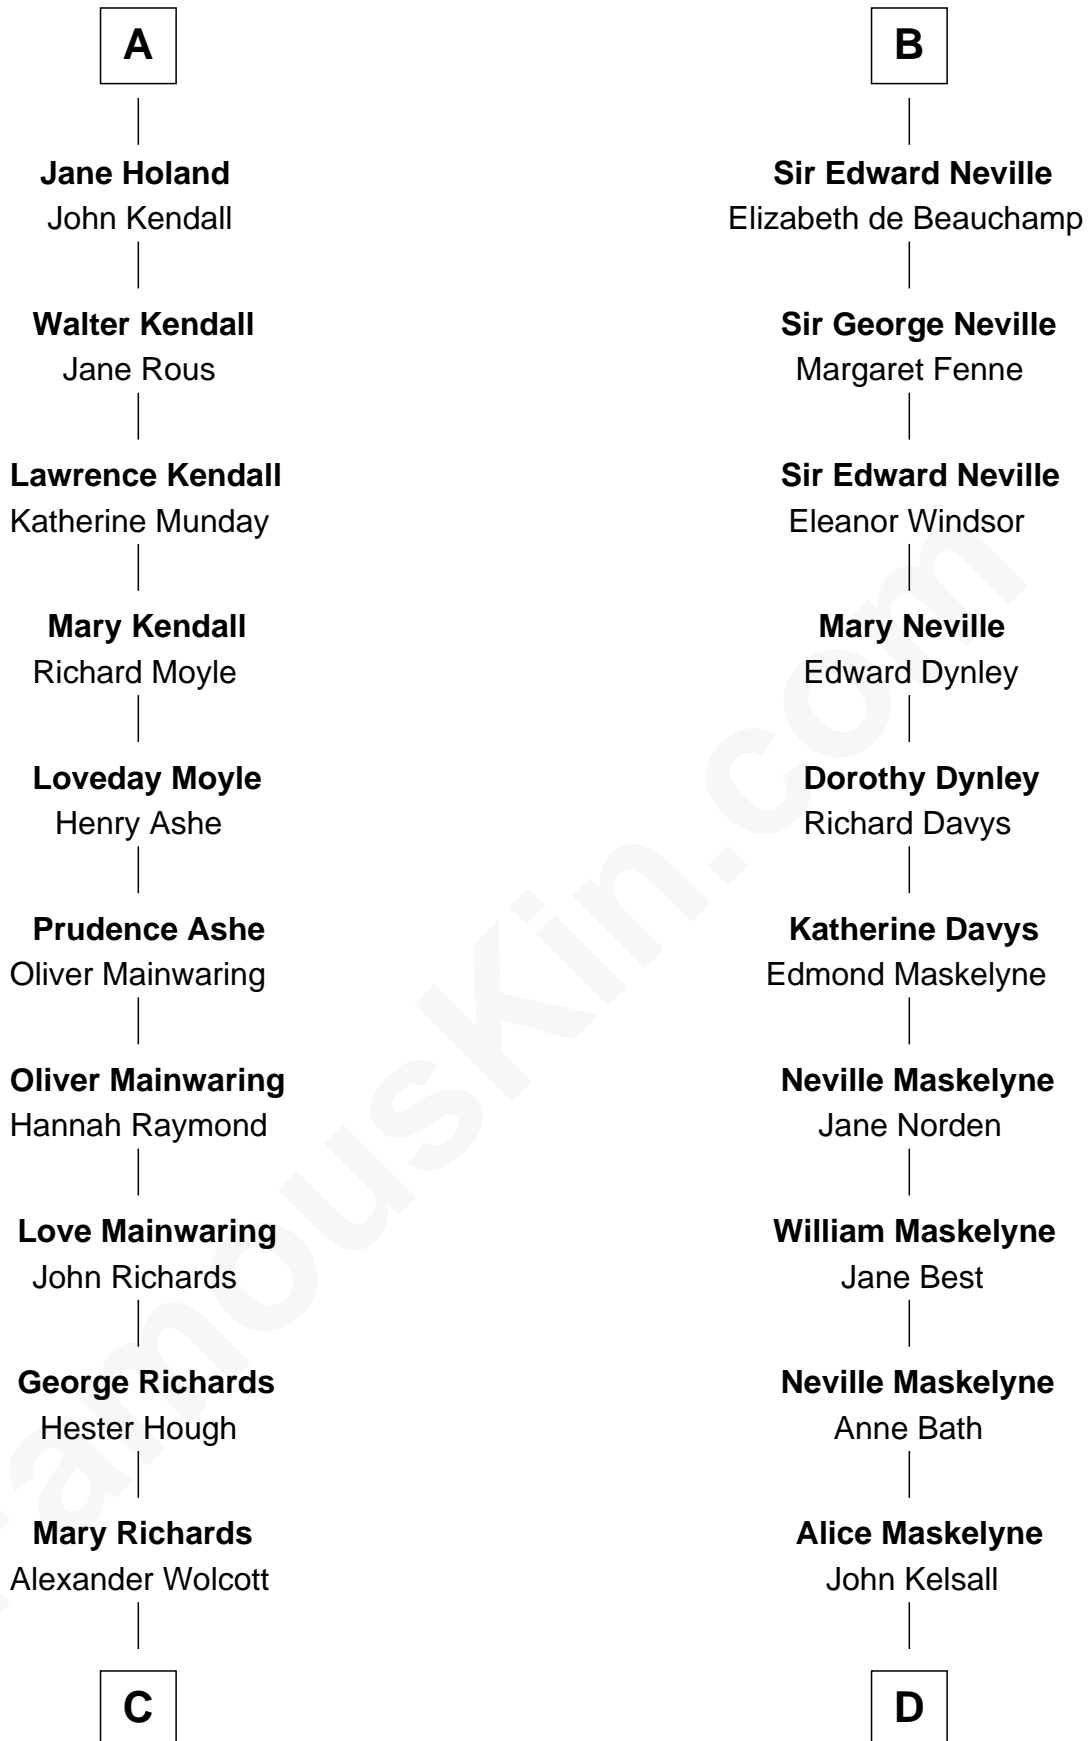 A
Jane Holand
John Kendall
Walter Kendall
Jane Rous
Lawrence Kendall
Katherine Munday
Mary Kendall
Richard Moyle
Loveday Moyle
Henry Ashe
Prudence Ashe
Oliver Mainwaring
Oliver Mainwaring
Hannah Raymond
Love Mainwaring
John Richards
George Richards
Hester Hough
Mary Richards
Alexander Wolcott
C
B
Sir Edward Neville
Elizabeth de Beauchamp
Sir George Neville
Margaret Fenne
Sir Edward Neville
Eleanor Windsor
Mary Neville
Edward Dynley
Dorothy Dynley
Richard Davys
Katherine Davys
Edmond Maskelyne
Neville Maskelyne
Jane Norden
William Maskelyne
Jane Best
Neville Maskelyne
Anne Bath
Alice Maskelyne
John Kelsall
D
FamousKin.com